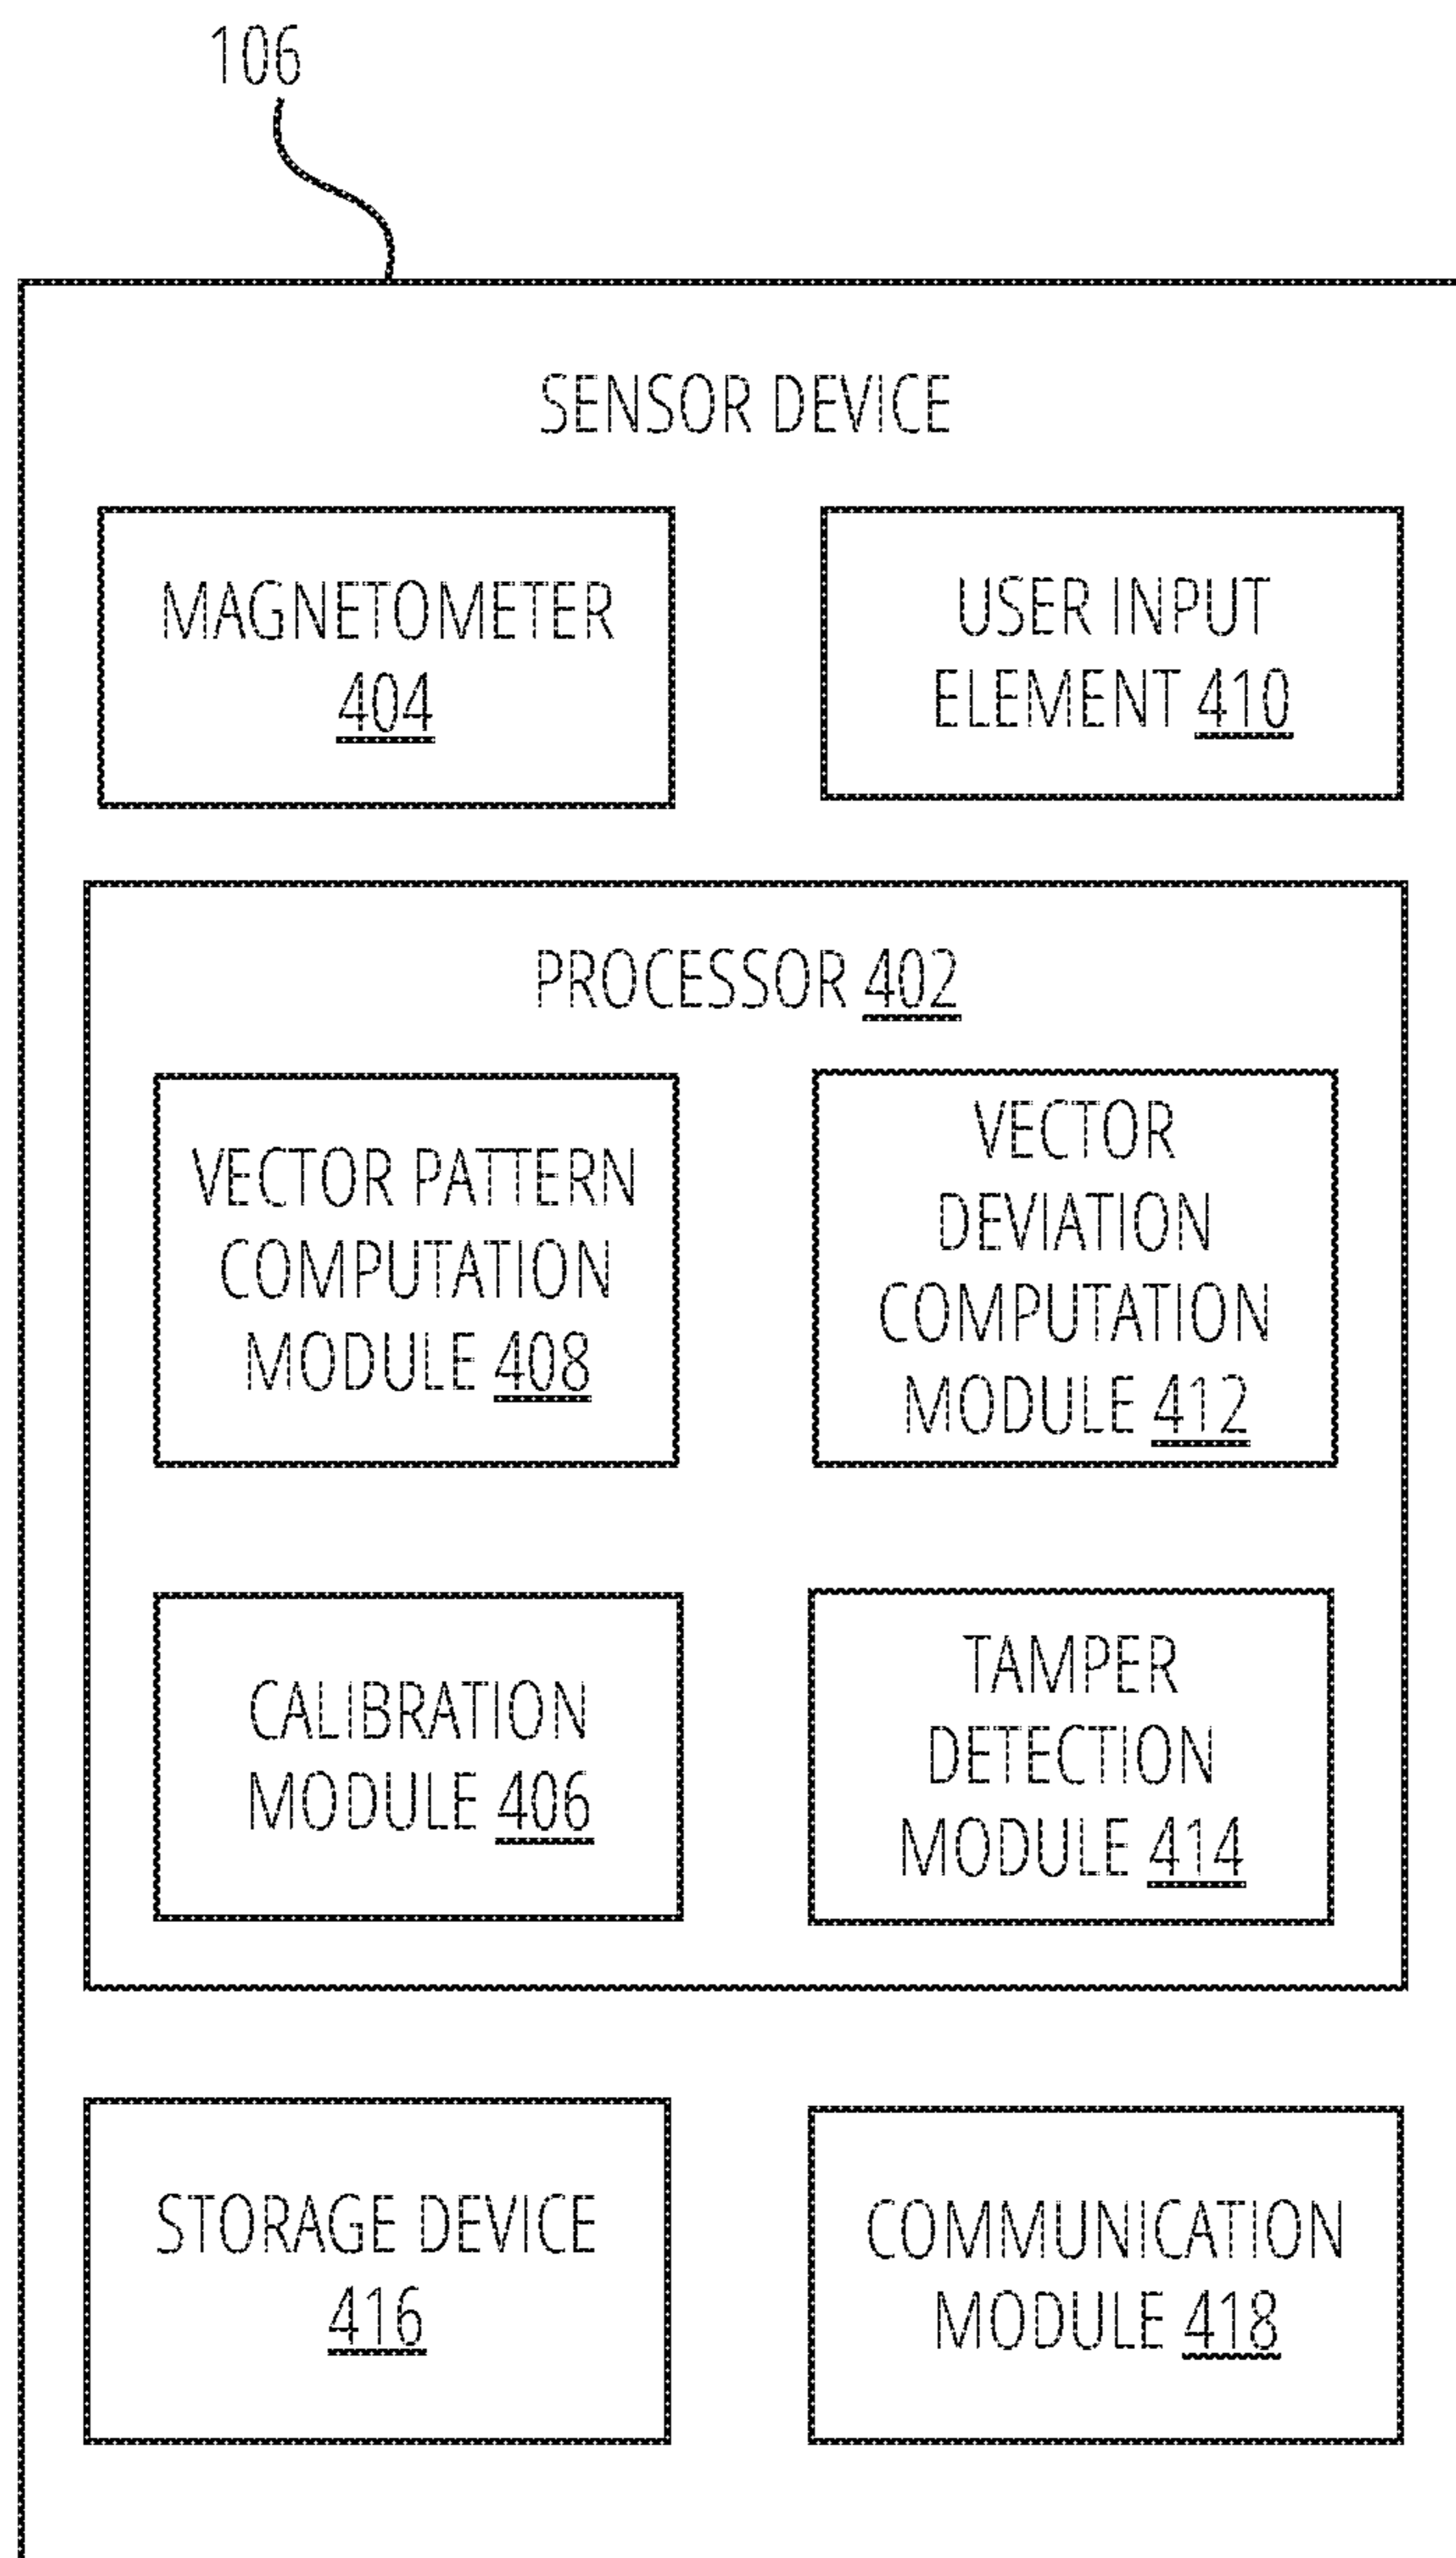 106
SENSOR DEVICE
MAGNETOMETER
404
USER INPUT
ELEMENT 410
PROCESSOR 402
VECTOR PATTERN
COMPUTATION
MODULE 408
VECTOR
DEVIATION
COMPUTATION
MODULE 412
CALIBRATION
MODULE 406
TAMPER
DETECTION
MODULE 414
STORAGE DEVICE
416
COMMUNICATION
MODULE 418